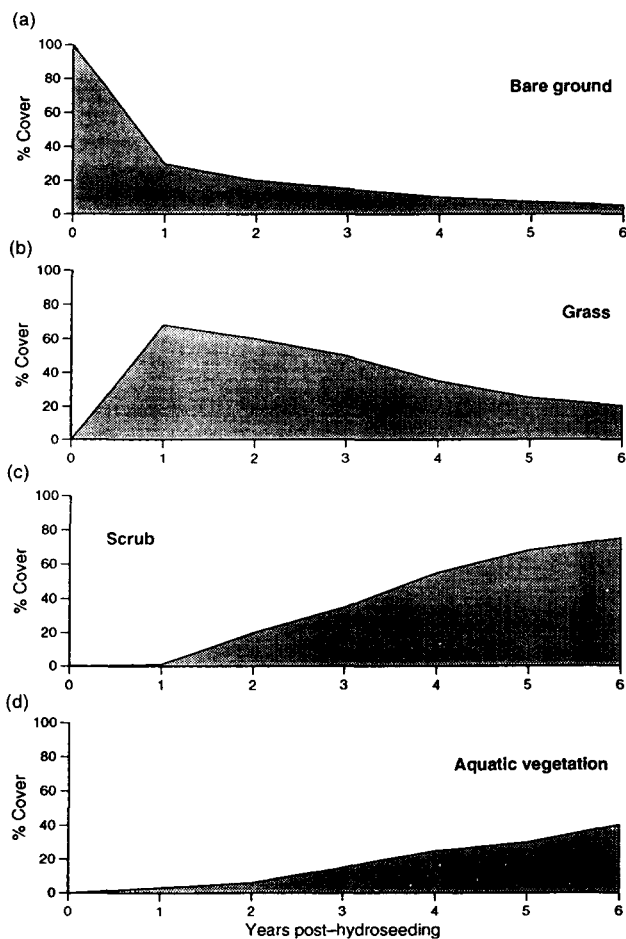 (a)
100
80
60
40
20
0
% Cover
Bare ground
0 1 2 3 4 5 6
(b)
100
80
60
40
20
0
% Cover
Grass
0 1 2 3 4 5 6
(c)
100
80
60
40
20
0
% Cover
Scrub
0 1 2 3 4 5 6
(d)
100
80
60
40
20
0
% Cover
Aquatic vegetation
0 1 2 3 4 5 6
Years post–hydroseeding